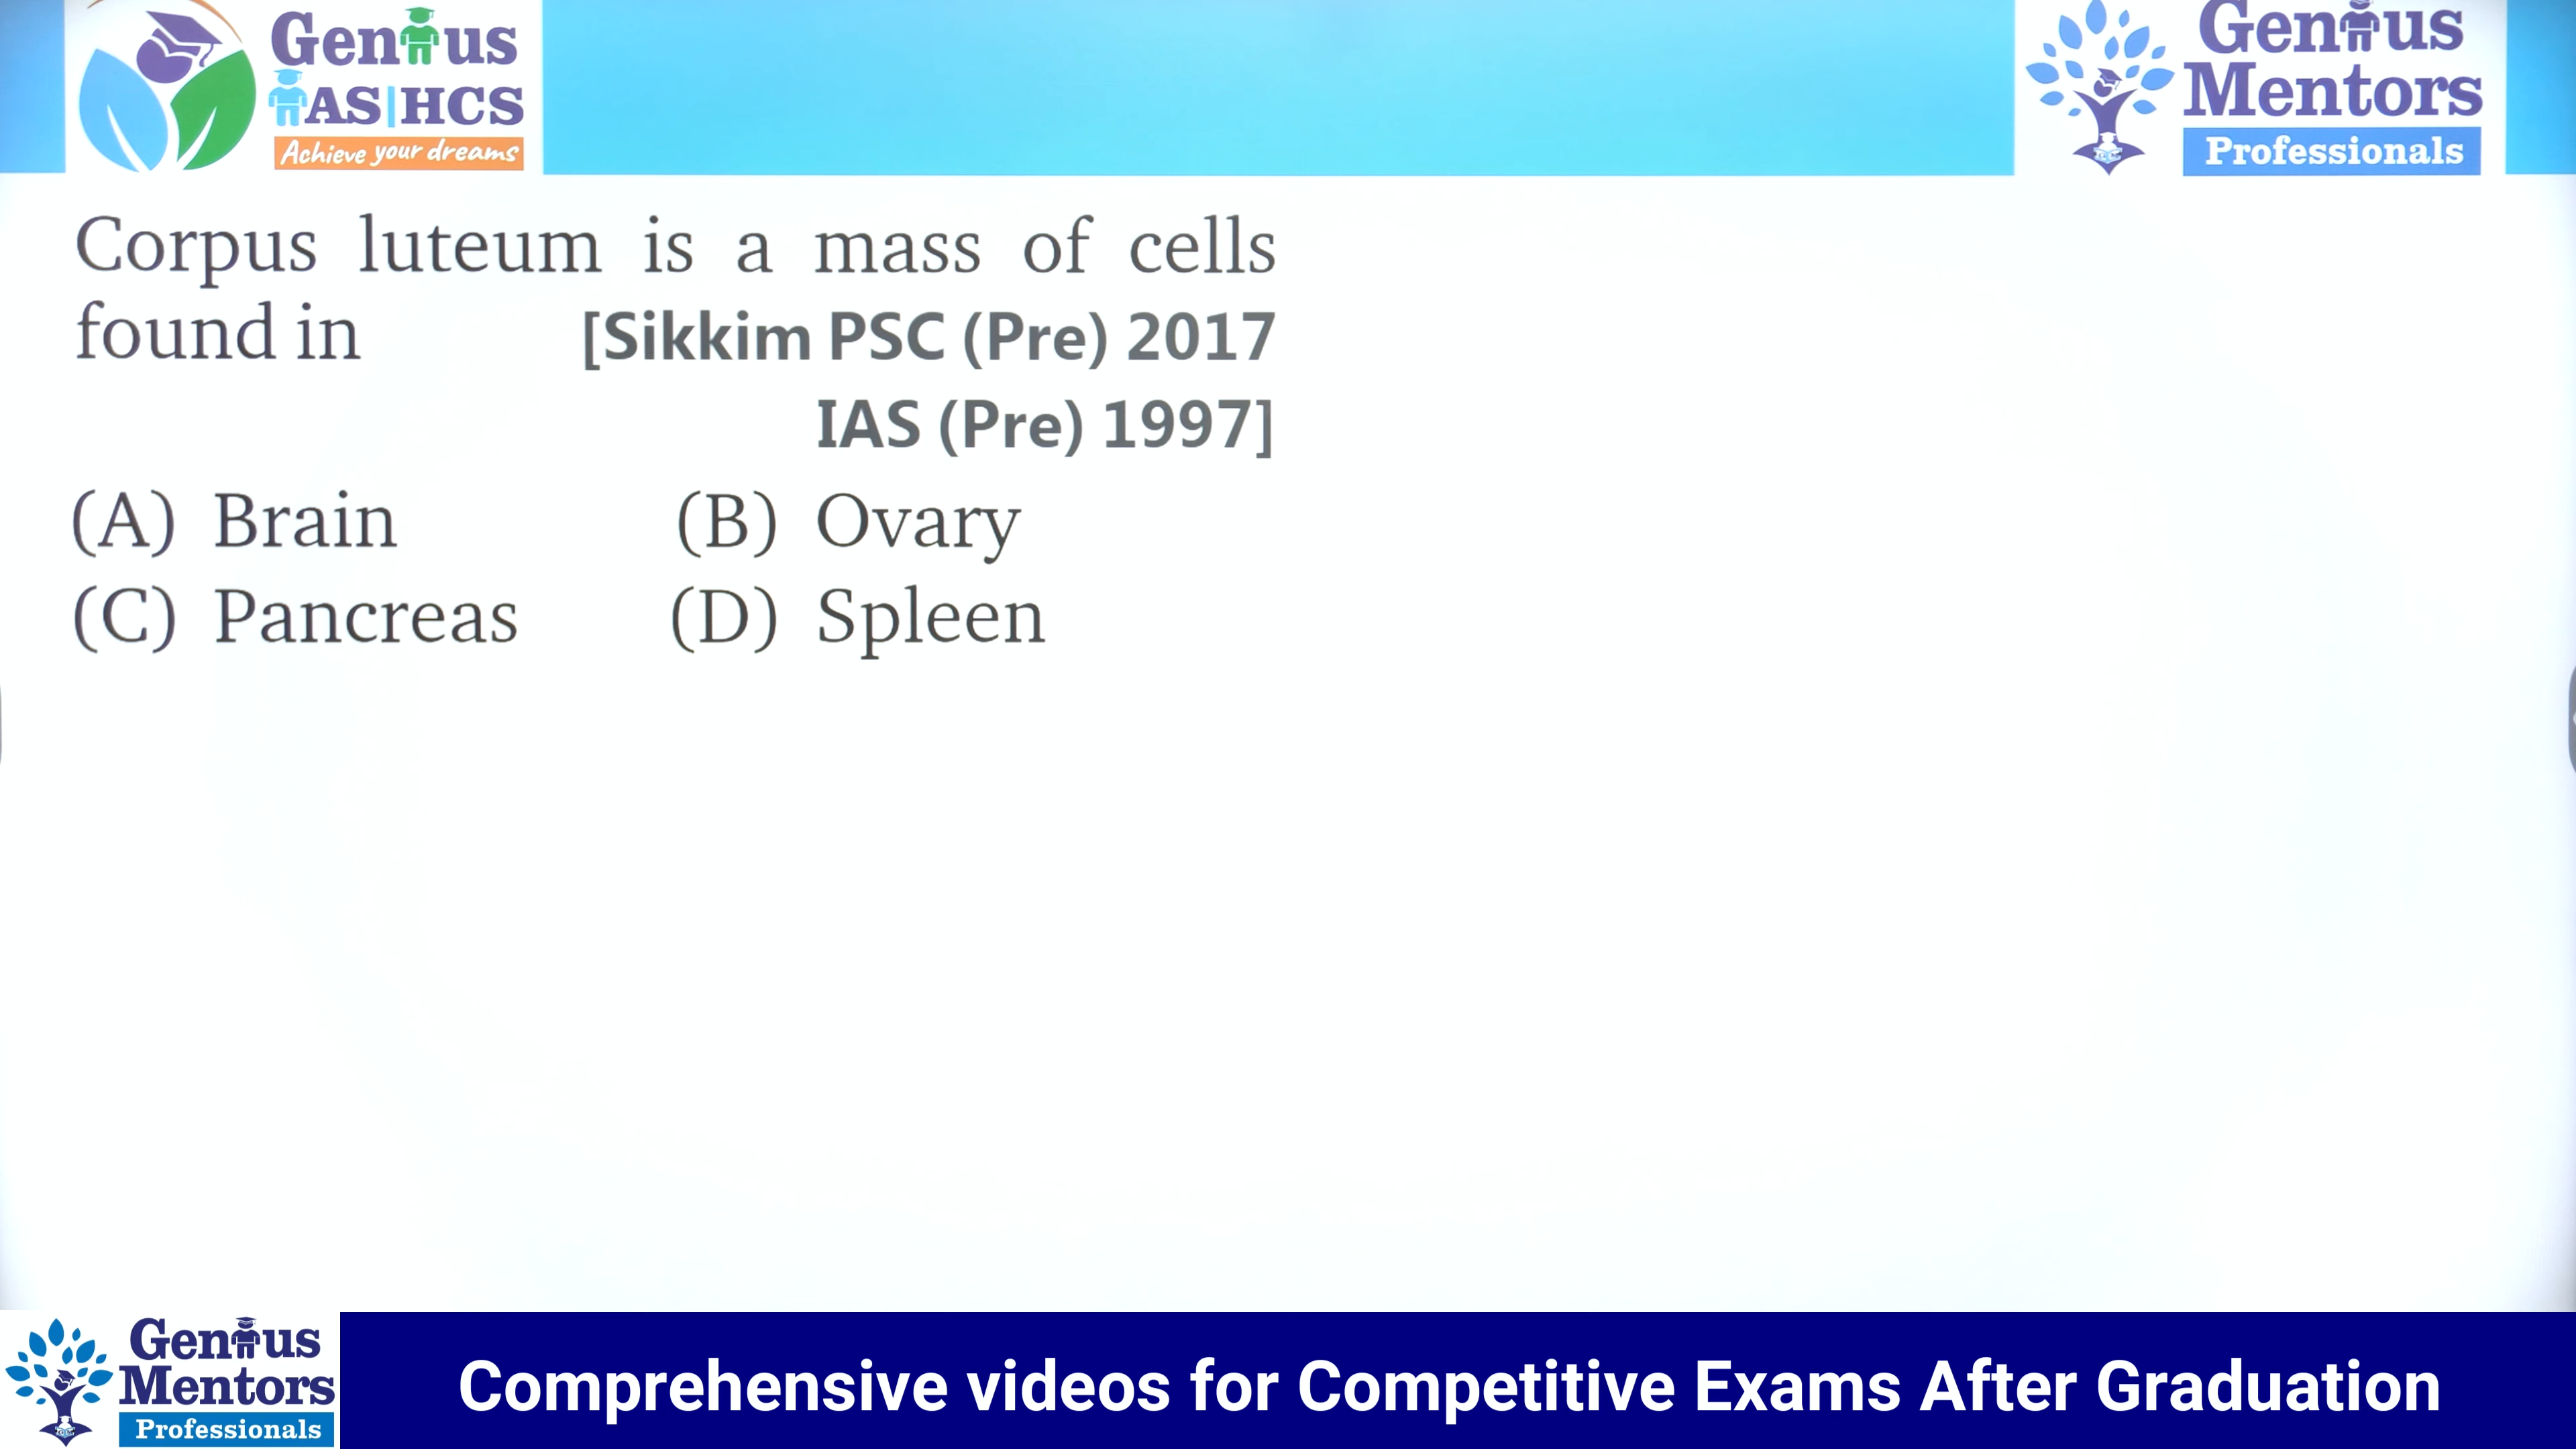 Genius
IAS|HCS
Achieve your dreams
Genius
Mentors
Professionals
Corpus luteum is a mass of cells
found in [Sikkim PSC (Pre) 2017
IAS (Pre) 1997]
(A) Brain (B) Ovary
(C) Pancreas (D) Spleen
Genius
Mentors
Professionals
Comprehensive videos for Competitive Exams After Graduation